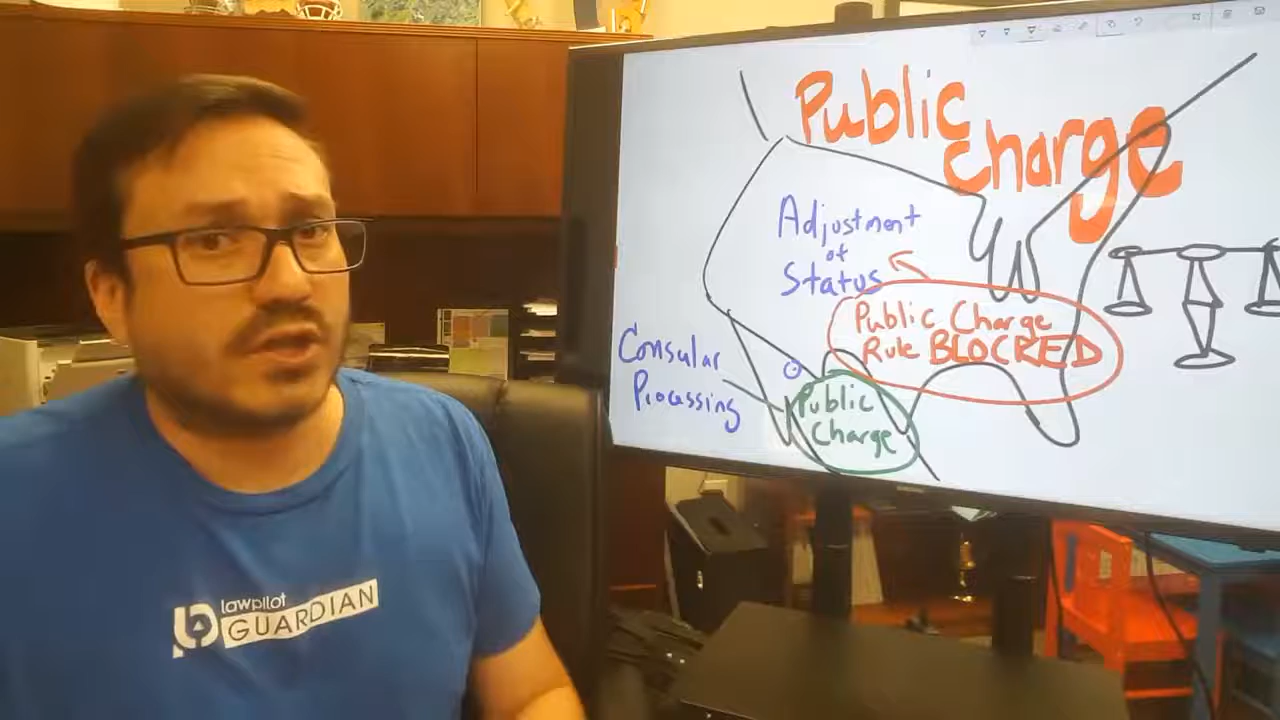 Public
charge
Adjustment
of
Status
Public Charge
Rule BLOCKED
Consular
Processing
Public
Charge
lawpilot
GUARDIAN